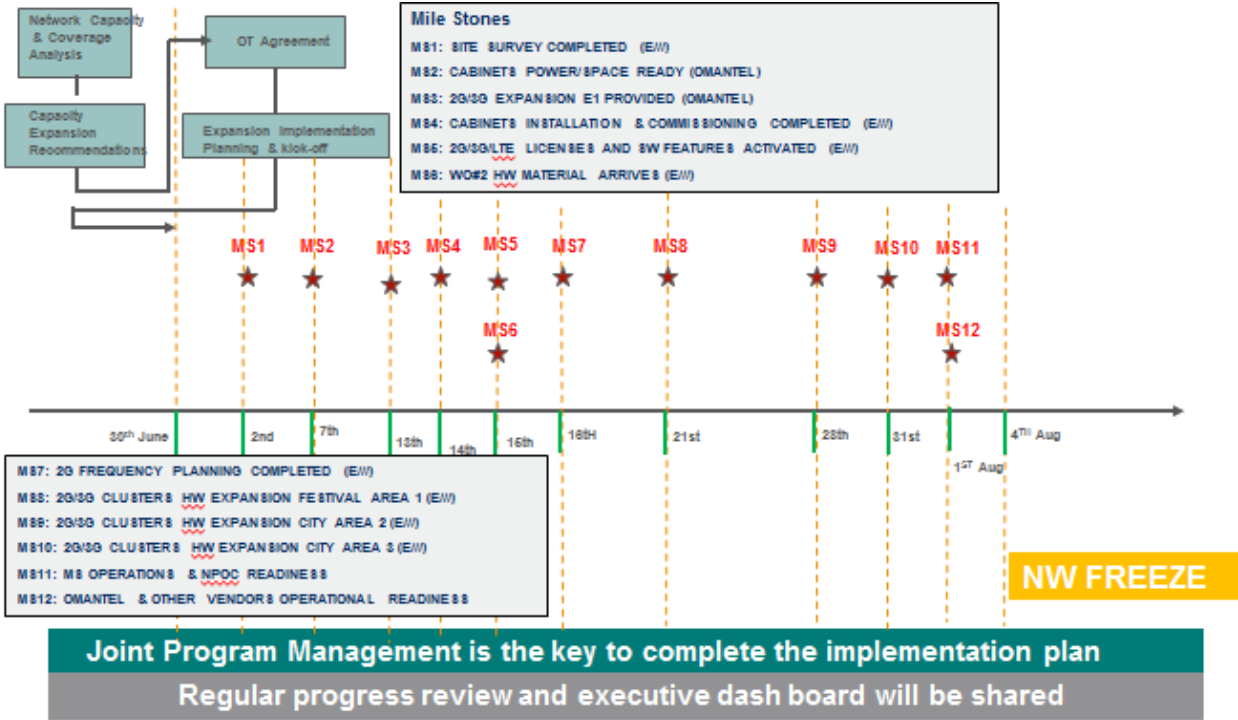 Network Capacity
& Coverage
Analysis
OT Agreement
Capacity
Expansion
Recommendations
Expansion Implementation
Planning & kick-off
Mile Stones
MS1: SITE SURVEY COMPLETED (E///)
MS2: CABINETS POWER/SPACE READY (OMANTEL)
MS3: 2G/3G EXPANSION E1 PROVIDED (OMANTEL)
MS4: CABINETS INSTALLATION & COMMISSIONING COMPLETED (E///)
MS5: 2G/3G/LTE LICENSES AND SW FEATURES ACTIVATED (E///)
MS6: WO#2 HW MATERIAL ARRIVES (E///)
MS1 MS2 MS3 MS4 MS5 MS7 MS8 MS9 MS10 MS11
MS6 MS12
30th June 2nd 7th 13th 14th 15th 16TH 21st 28th 31st 1ST Aug 4TH Aug
MS7: 2G FREQUENCY PLANNING COMPLETED (E///)
MS8: 2G/3G CLUSTERS HW EXPANSION FESTIVAL AREA 1 (E///)
MS9: 2G/3G CLUSTERS HW EXPANSION CITY AREA 2 (E///)
MS10: 2G/3G CLUSTERS HW EXPANSION CITY AREA 3 (E///)
MS11: MS OPERATIONS & NPOC READINESS
MS12: OMANTEL & OTHER VENDORS OPERATIONAL READINESS
NW FREEZE
Joint Program Management is the key to complete the implementation plan
Regular progress review and executive dash board will be shared